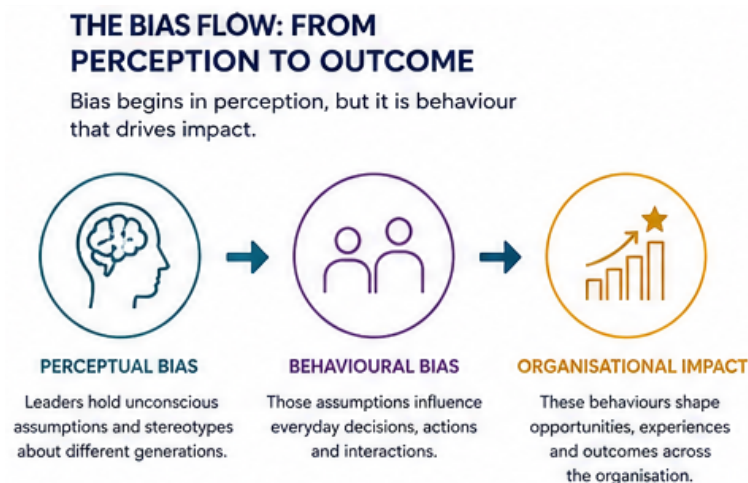 THE BIAS FLOW: FROM
PERCEPTION TO OUTCOME
Bias begins in perception, but it is behaviour
that drives impact.
PERCEPTUAL BIAS
Leaders hold unconscious
assumptions and stereotypes
about different generations.
BEHAVIOURAL BIAS
Those assumptions influence
everyday decisions, actions
and interactions.
ORGANISATIONAL IMPACT
These behaviours shape
opportunities, experiences
and outcomes across
the organisation.